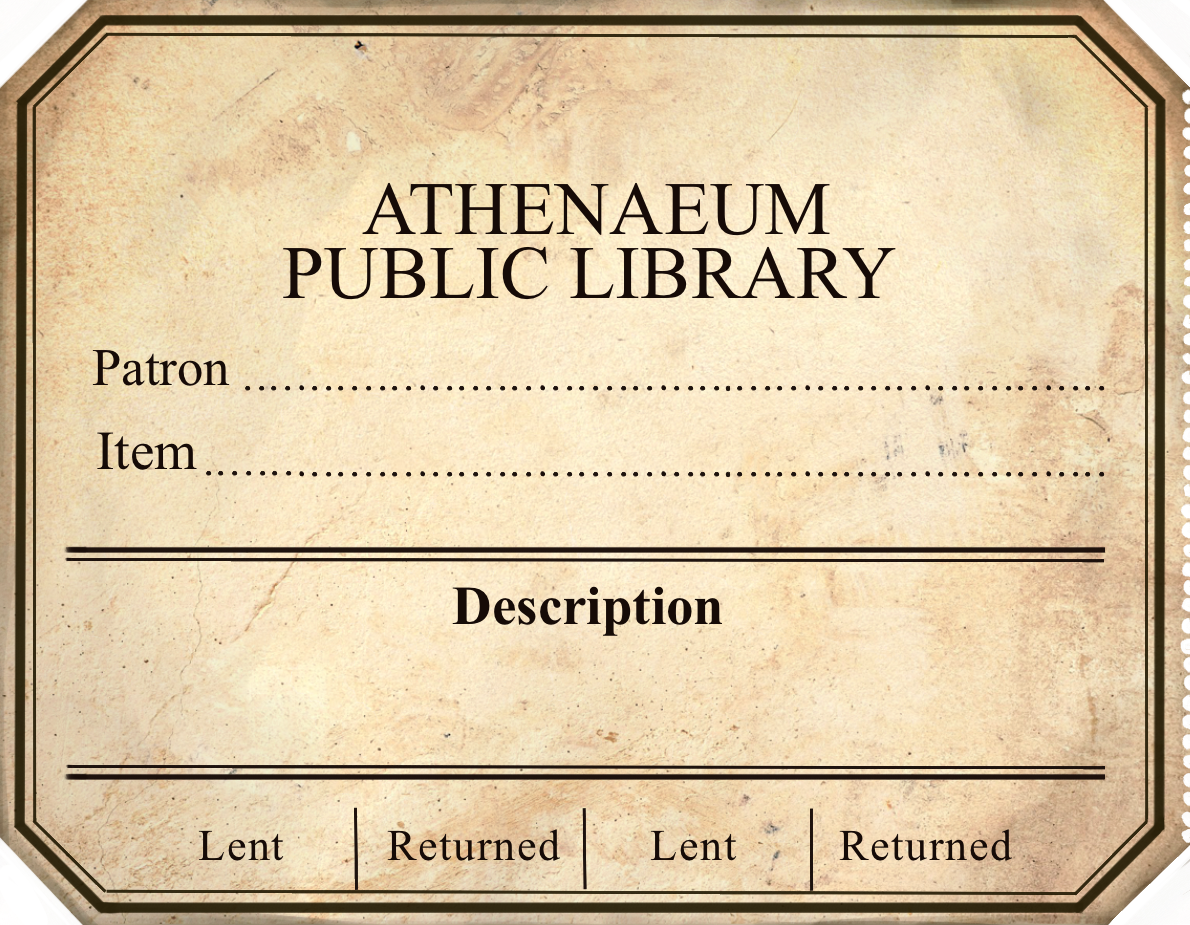 ATHENAEUM
PUBLIC LIBRARY
Patron
Item
Description
Lent Returned Lent Returned